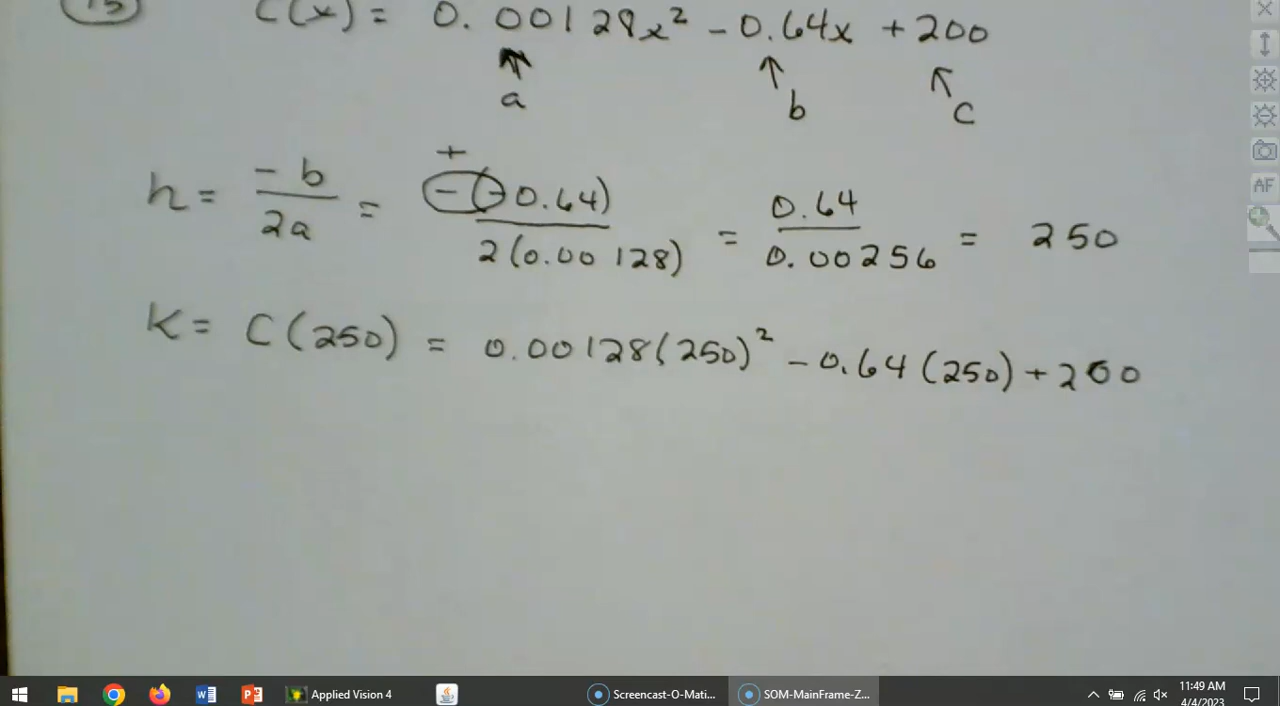 15 C(x) = 0.00128x² - 0.64x + 200
a b c
+
h = -b/2a = -(-0.64)/2(0.00128) = 0.64/0.00256 = 250
K = C(250) = 0.00128(250)² - 0.64(250) + 200
AF
Applied Vision 4
Screencast-O-Mati...
SOM-MainFrame-Z...
11:49 AM
4/4/2023